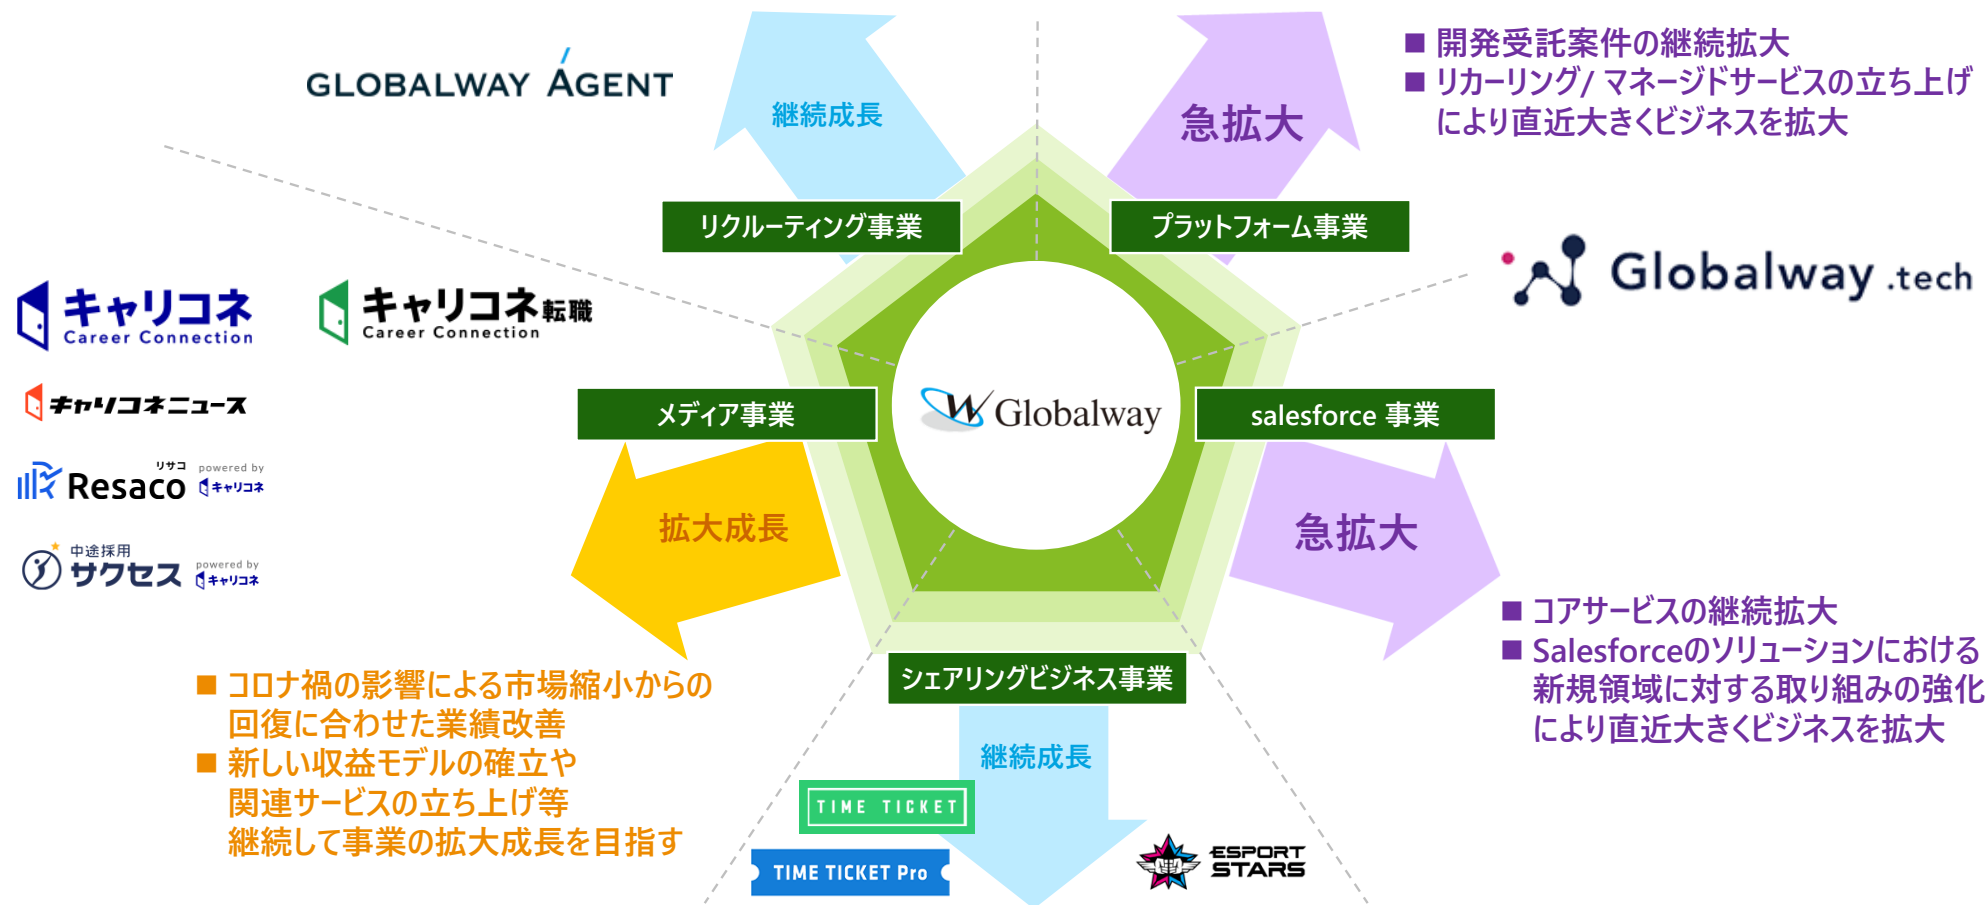 GLOBALWAY AGENT
継続成長
急拡大
■ 開発受託案件の継続拡大
■ リカーリング/ マネージドサービスの立ち上げ
により直近大きくビジネスを拡大
リクルーティング事業
プラットフォーム事業
Globalway .tech
キャリコネ
Career Connection
キャリコネ転職
Career Connection
キャリコネニュース
リサコ
Resaco
powered by
キャリコネ
中途採用
サクセス
powered by
キャリコネ
メディア事業
Globalway
salesforce 事業
拡大成長
急拡大
■ コアサービスの継続拡大
■ Salesforceのソリューションにおける
新規領域に対する取り組みの強化
により直近大きくビジネスを拡大
■ コロナ禍の影響による市場縮小からの
回復に合わせた業績改善
■ 新しい収益モデルの確立や
関連サービスの立ち上げ等
継続して事業の拡大成長を目指す
シェアリングビジネス事業
継続成長
TIME TICKET
TIME TICKET Pro
ESPORT
STARS